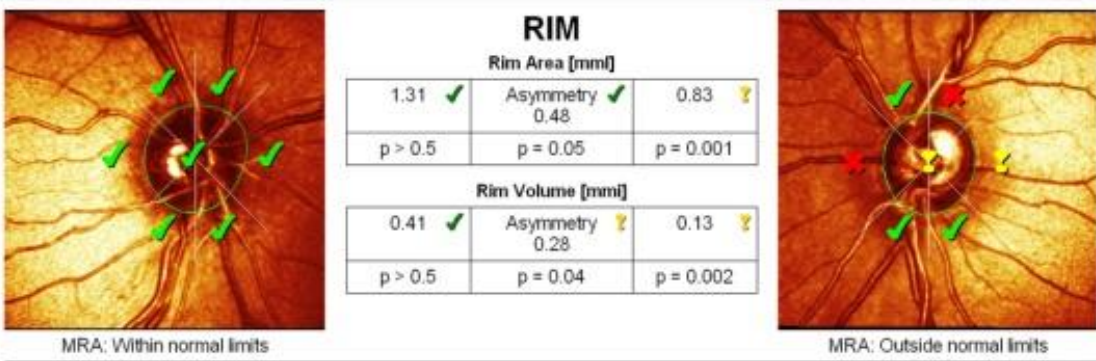 RIM
Rim Area [mml]
1.31 Asymmetry 0.83
0.48
p > 0.5 p = 0.05 p = 0.001
Rim Volume [mmi]
0.41 Asymmetry 0.13
0.28
p > 0.5 p = 0.04 p = 0.002
MRA: Within normal limits MRA: Outside normal limits